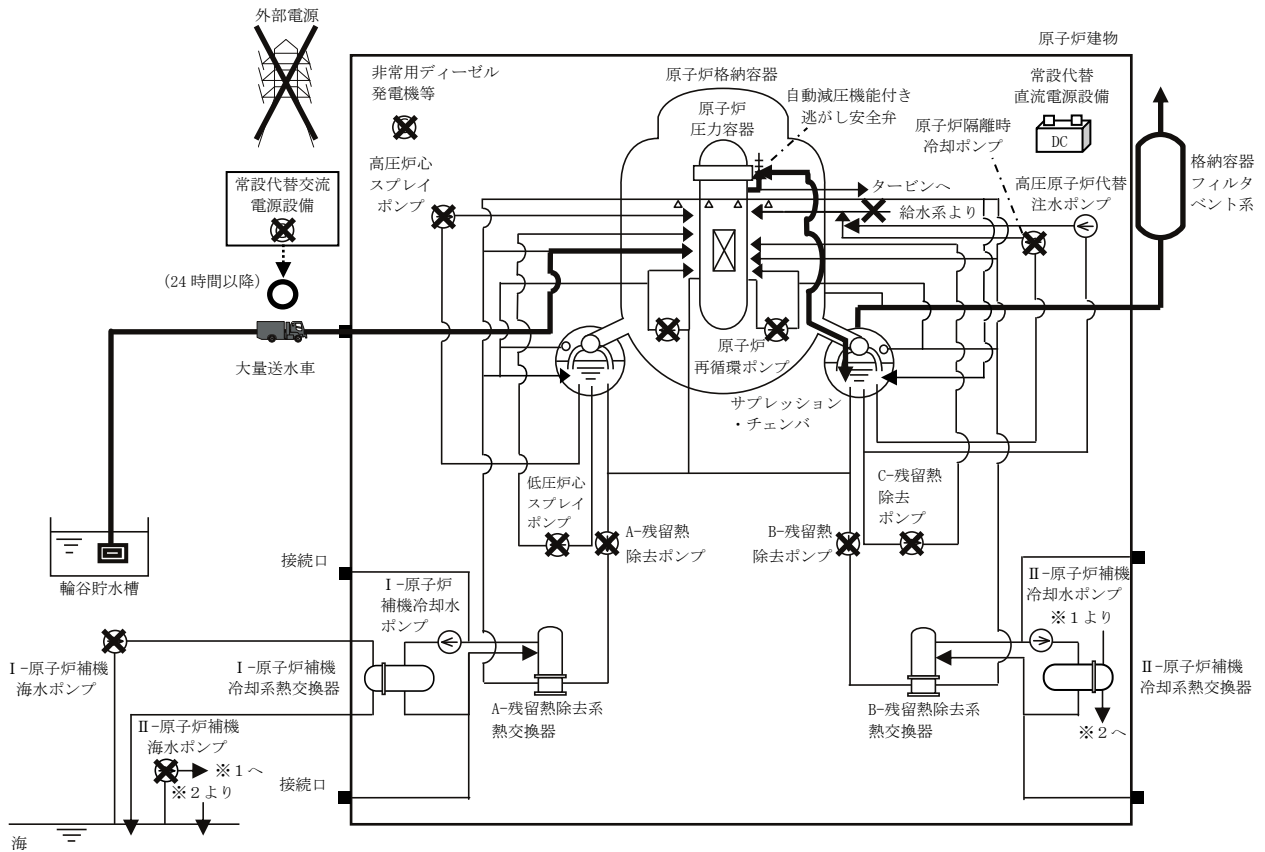 外部電源
原子炉建物
非常用ディーゼル
発電機等
原子炉格納容器
常設代替
直流電源設備
自動減圧機能付き
逃がし安全弁
原子炉
圧力容器
原子炉隔離時
冷却ポンプ
DC
高圧炉心
スプレイ
ポンプ
格納容器
フィルタ
ベント系
常設代替交流
電源設備
タービンへ
高圧原子炉代替
注水ポンプ
給水系より
(24時間以降)
大量送水車
原子炉
再循環ポンプ
サプレッション
・チェンバ
低圧炉心
スプレイ
ポンプ
A-残留熱
除去ポンプ
B-残留熱
除去ポンプ
C-残留熱
除去
ポンプ
輪谷貯水槽
接続口
Ⅰ-原子炉
補機冷却水
ポンプ
Ⅱ-原子炉補機
冷却水ポンプ
※1より
Ⅰ-原子炉補機
海水ポンプ
Ⅰ-原子炉補機
冷却系熱交換器
Ⅱ-原子炉補機
冷却系熱交換器
A-残留熱除去系
熱交換器
B-残留熱除去系
熱交換器
※2へ
Ⅱ-原子炉補機
海水ポンプ
※1へ
※2より
接続口
海